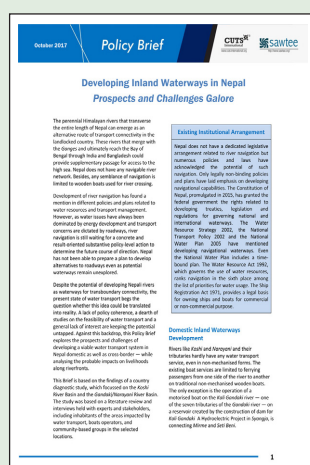 October 2017
Policy Brief
CUTS
sawtee
Developing Inland Waterways in Nepal
Prospects and Challenges Galore
The perennial Himalayan rivers that transverse
the entire length of Nepal can emerge as an
alternative route of transport connectivity in the
landlocked country. These rivers that merge with
the Ganges and ultimately reach the Bay of
Bengal through India and Bangladesh could
provide supplementary passage for access to the
high sea. Nepal does not have any navigable river
network. Besides, any semblance of navigation is
limited to wooden boats used for river crossing.
Development of river navigation has found a
mention in different policies and plans related to
water resources and transport management.
However, as water issues have always been
dominated by energy development and transport
concerns are dictated by roadways, river
navigation is still waiting for a concrete and
result-oriented substantive policy-level action to
determine the future course of direction. Nepal
has not been able to prepare a plan to develop
alternatives to roadways even as potential
waterways remain unexplored.
Despite the potential of developing Nepali rivers
as waterways for transboundary connectivity, the
present state of water transport begs the
question whether this idea could be translated
into reality. A lack of policy coherence, a dearth of
studies on the feasibility of water transport and a
general lack of interest are keeping the potential
untapped. Against this backdrop, this Policy Brief
explores the prospects and challenges of
developing a viable water transport system in
Nepal domestic as well as cross-border — while
analysing the probable impacts on livelihoods
along riverfronts.
This Brief is based on the findings of a country
diagnostic study, which focussed on the Koshi
River Basin and the Gandaki/Narayani River Basin.
The study was based on a literature review and
interviews held with experts and stakeholders,
including inhabitants of the areas impacted by
water transport, boats operators, and
community-based groups in the selected
locations.
Existing Institutional Arrangement
Nepal does not have a dedicated legislative
arrangement related to river navigation but
numerous policies and laws have
acknowledged the potential of such
navigation. Only legally non-binding policies
and plans have laid emphasis on developing
navigational capabilities. The Constitution of
Nepal, promulgated in 2015, has granted the
federal government the rights related to
developing treaties, legislation and
regulations for governing national and
international waterways. The Water
Resource Strategy 2002, the National
Transport Policy 2002 and the National
Water Plan 2005 have mentioned
developing navigational waterways. Even
the National Water Plan includes a time-
bound plan. The Water Resource Act 1992,
which governs the use of water resources,
ranks navigation in the sixth place among
the list of priorities for water usage. The Ship
Registration Act 1971, provides a legal basis
for owning ships and boats for commercial
or non-commercial purpose.
Domestic Inland Waterways
Development
Rivers like Koshi and Narayani and their
tributaries hardly have any water transport
service, even in non-mechanised forms. The
existing boat services are limited to ferrying
passengers from one side of the river to another
on traditional non-mechanised wooden boats.
The only exception is the operation of a
motorised boat on the Kali Gandaki river — one
of the seven tributaries of the Gandaki river — on
a reservoir created by the construction of dam for
Kali Gandaki A Hydroelectric Project in Syangja, is
connecting Mirmi and Seti Beni.
1